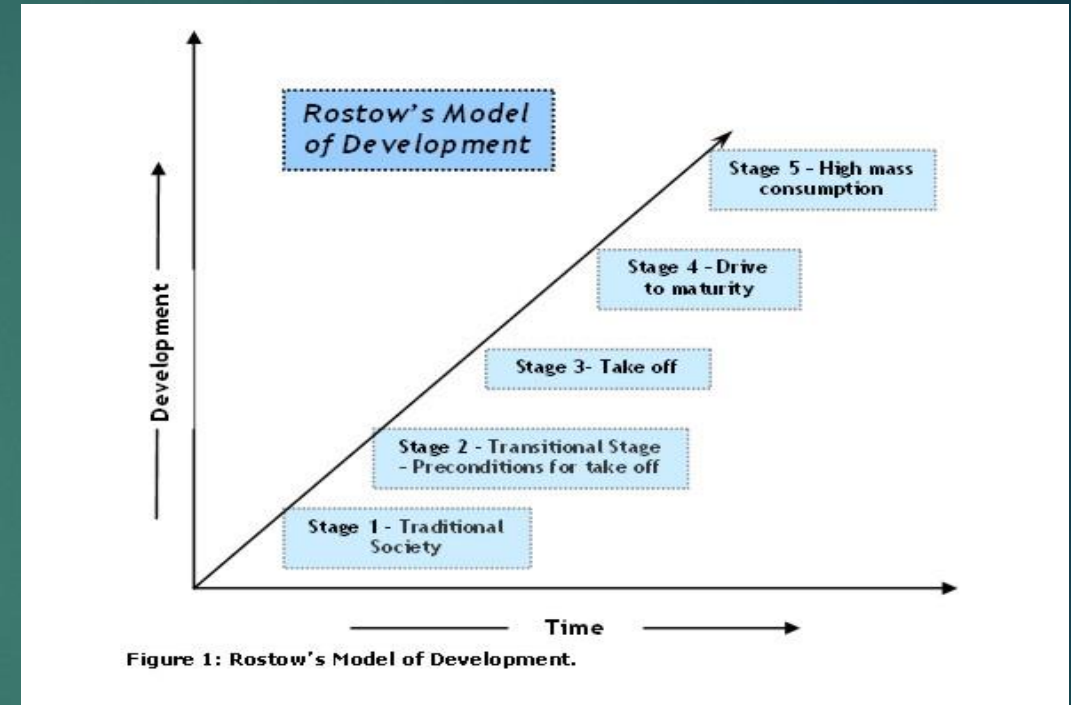 Rostow's Model
of Development
Stage 5 - High mass
consumption
Stage 4 - Drive
to maturity
Stage 3- Take off
Stage 2 - Transitional Stage
- Preconditions for take off
Stage 1 - Traditional
Society
Development
Time
Figure 1: Rostow's Model of Development.